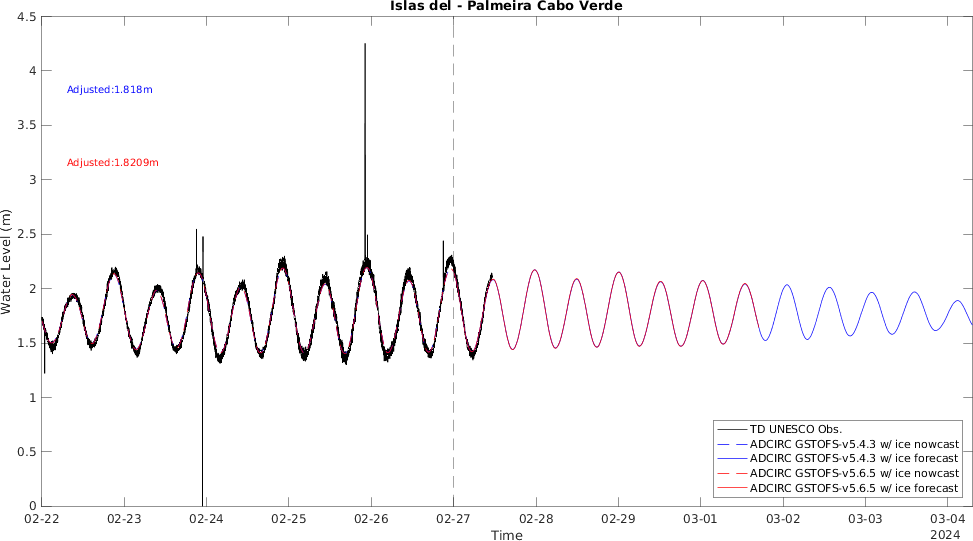 Islas del - Palmeira Cabo Verde
4.5
4
3.5
3
2.5
2
1.5
1
0.5
0
Water Level (m)
Adjusted:1.818m
Adjusted:1.8209m
TD UNESCO Obs.
ADCIRC GSTOFS-v5.4.3 w/ ice nowcast
ADCIRC GSTOFS-v5.4.3 w/ ice forecast
ADCIRC GSTOFS-v5.6.5 w/ ice nowcast
ADCIRC GSTOFS-v5.6.5 w/ ice forecast
02-22 02-23 02-24 02-25 02-26 02-27 02-28 02-29 03-01 03-02 03-03 03-04
2024
Time